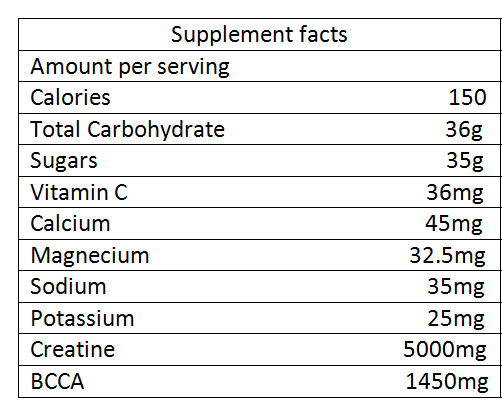 Supplement facts
Amount per serving
Calories 150
Total Carbohydrate 36g
Sugars 35g
Vitamin C 36mg
Calcium 45mg
Magnecium 32.5mg
Sodium 35mg
Potassium 25mg
Creatine 5000mg
BCCA 1450mg